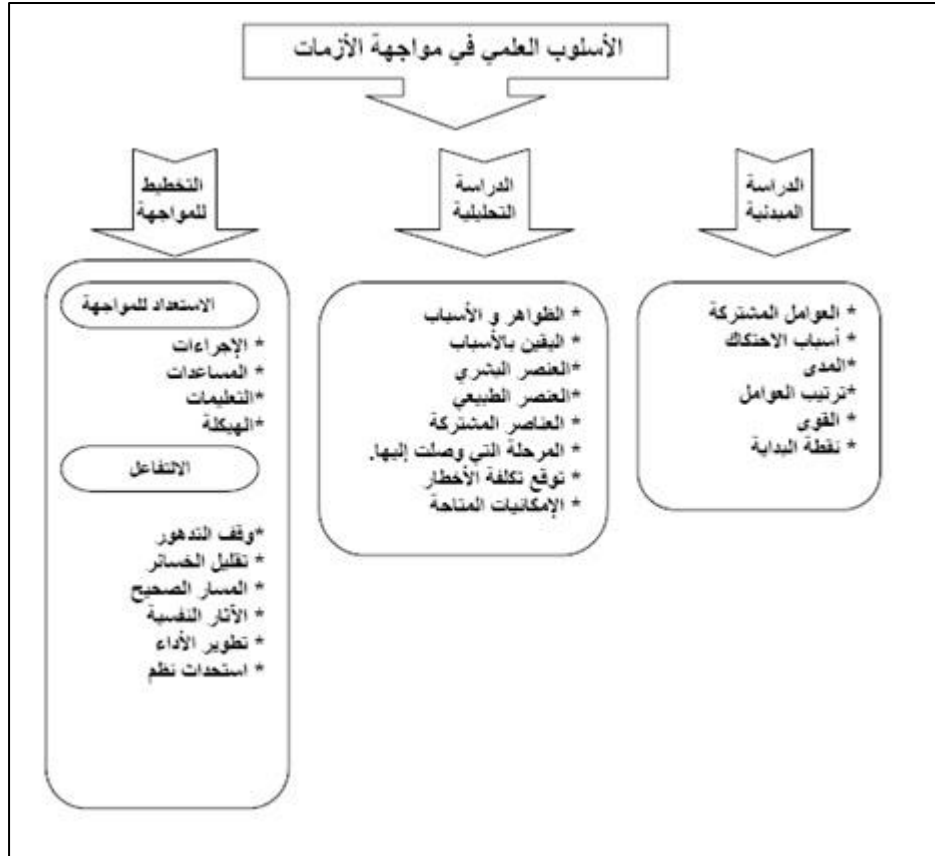 الأسلوب العلمي في مواجهة الأزمات
الدراسة
المبدئية
* العوامل المشتركة
* أسباب الاحتكاك
*المدى
*ترتيب العوامل
* القوى
* نقطة البداية
الدراسة
التحليلية
* الظواهر و الأسباب
* اليقين بالأسباب
*العنصر البشري
*العنصر الطبيعي
* العناصر المشتركة
* المرحلة التي وصلت إليها.
* توقع تكلفة الأخطار
* الإمكانيات المتاحة
التخطيط
للمواجهة
الاستعداد للمواجهة
* الإجراءات
* المساعدات
*التعليمات
*الهيكلة
الالتفاعل
*وقف التدهور
* تقليل الخسائر
* المسار الصحيح
* الآثار النفسية
* تطوير الأداء
* استحداث نظم